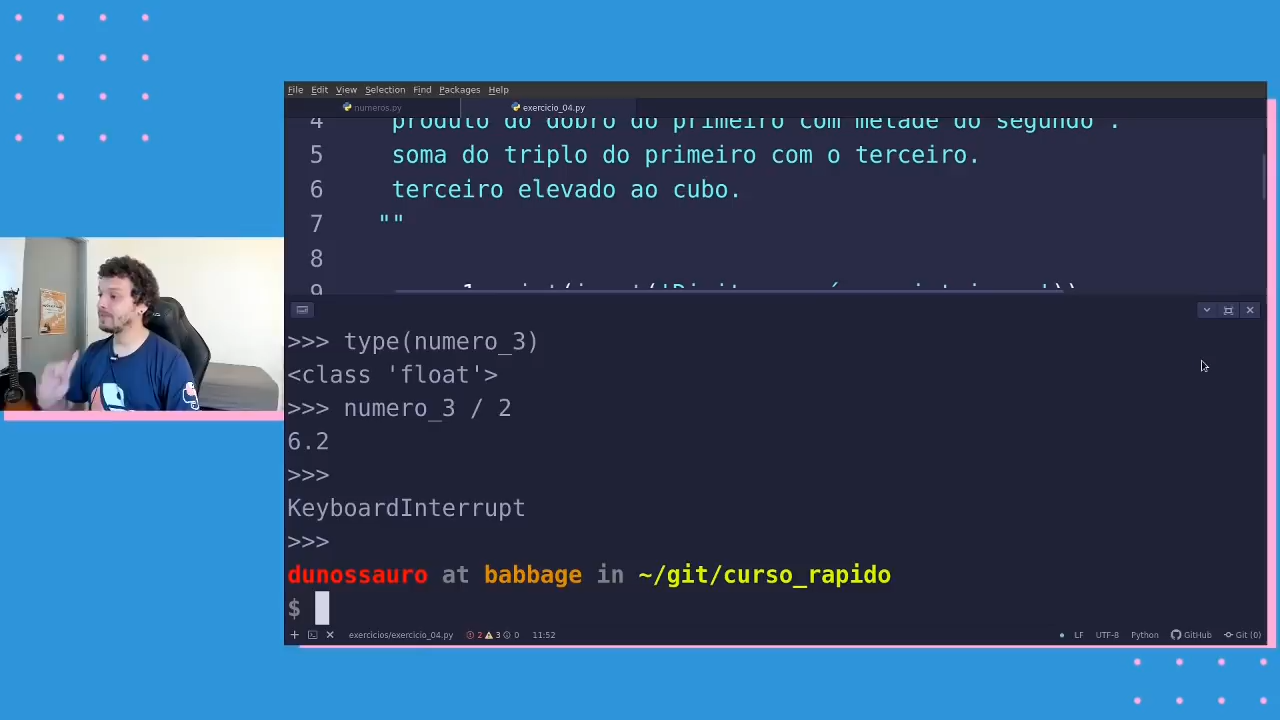 File Edit View Selection Find Packages Help
numeros.py exercicio_04.py
4 produto do dobro do primeiro com metade do segundo .
5 soma do triplo do primeiro com o terceiro.
6 terceiro elevado ao cubo.
7 ""
8
9
>>> type(numero_3)
<class 'float'>
>>> numero_3 / 2
6.2
>>>
KeyboardInterrupt
>>>
dunossauro at babbage in ~/git/curso_rapido
$
exercicios/exercicio_04.py 2 3 0 11:52 LF UTF-8 Python GitHub Git (0)